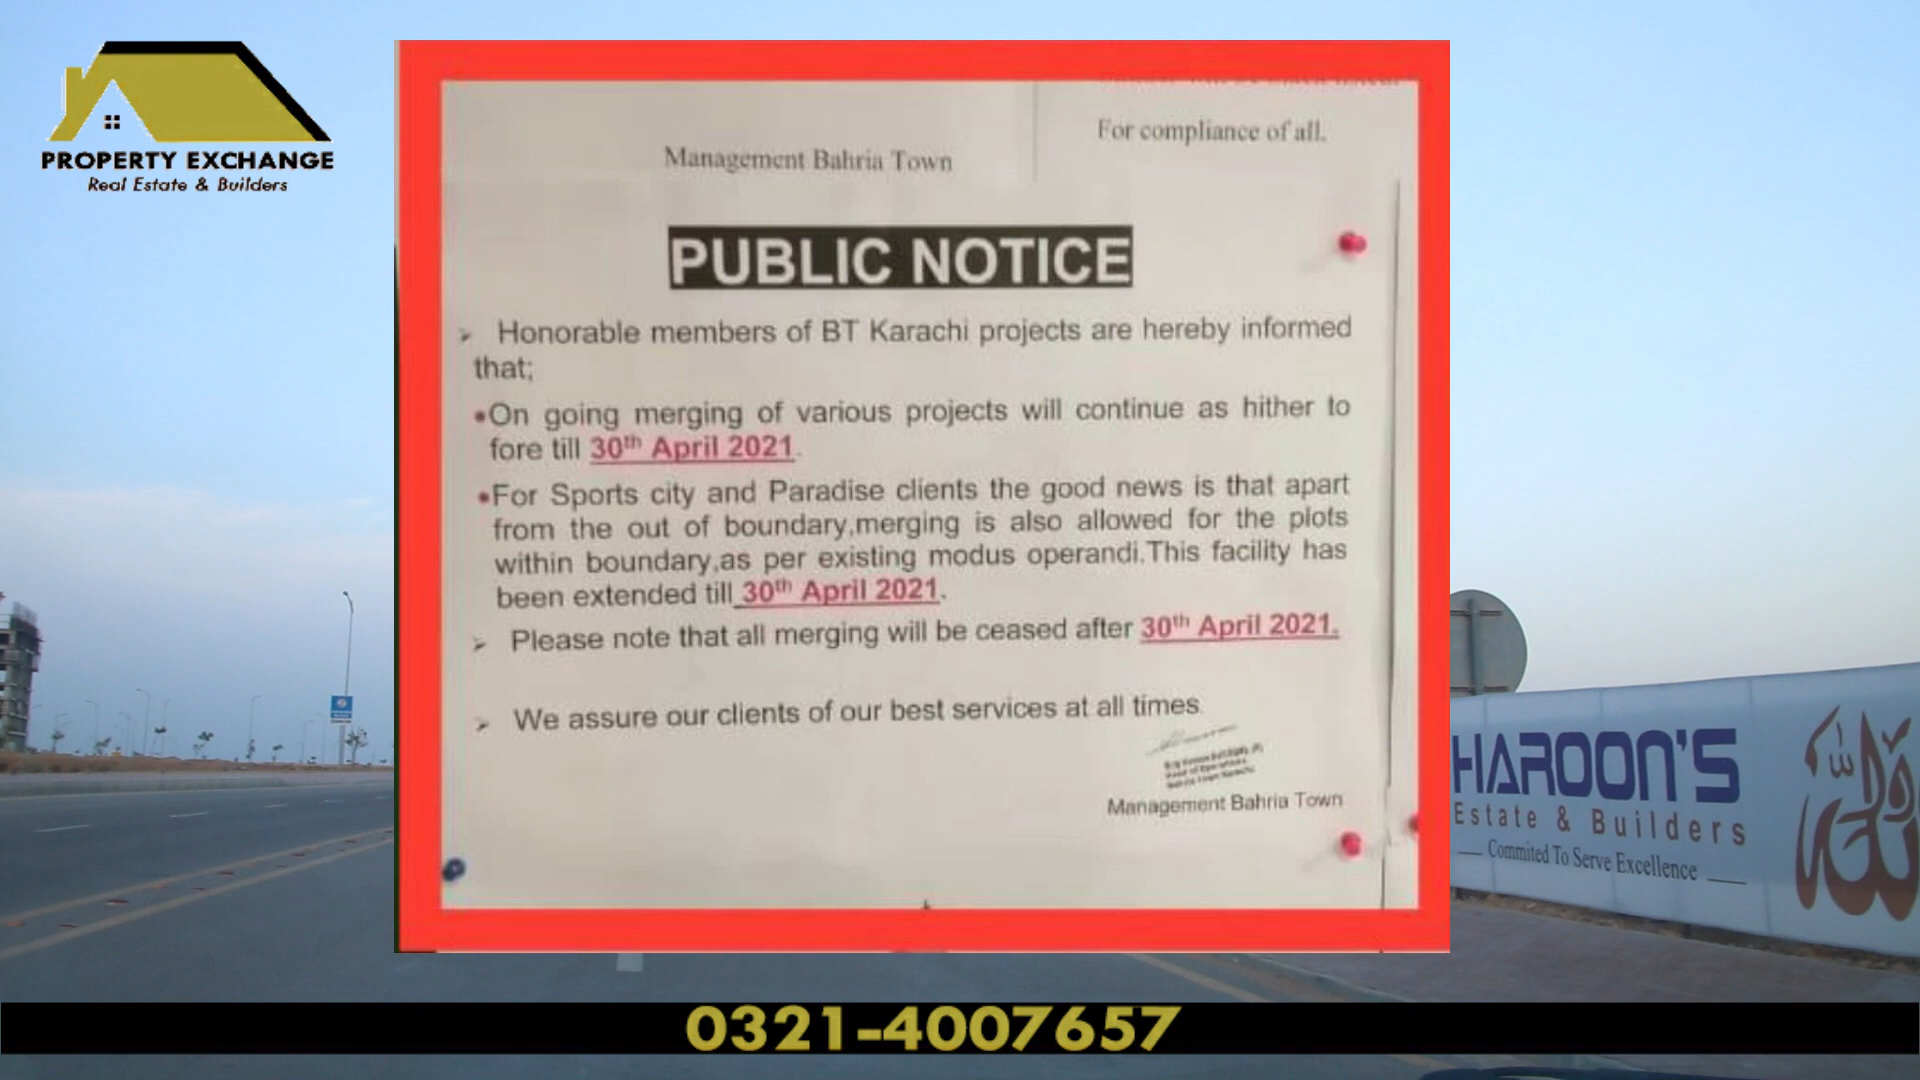 PROPERTY EXCHANGE
Real Estate & Builders
For compliance of all.
Management Bahria Town
PUBLIC NOTICE
➢ Honorable members of BT Karachi projects are hereby informed
that;
•On going merging of various projects will continue as hither to
fore till 30th April 2021.
•For Sports city and Paradise clients the good news is that apart
from the out of boundary,merging is also allowed for the plots
within boundary,as per existing modus operandi.This facility has
been extended till 30th April 2021.
➢ Please note that all merging will be ceased after 30th April 2021.
➢ We assure our clients of our best services at all times.
Management Bahria Town
HAROON'S
Estate & Builders
Commited To Serve Excellence
الله
0321-4007657